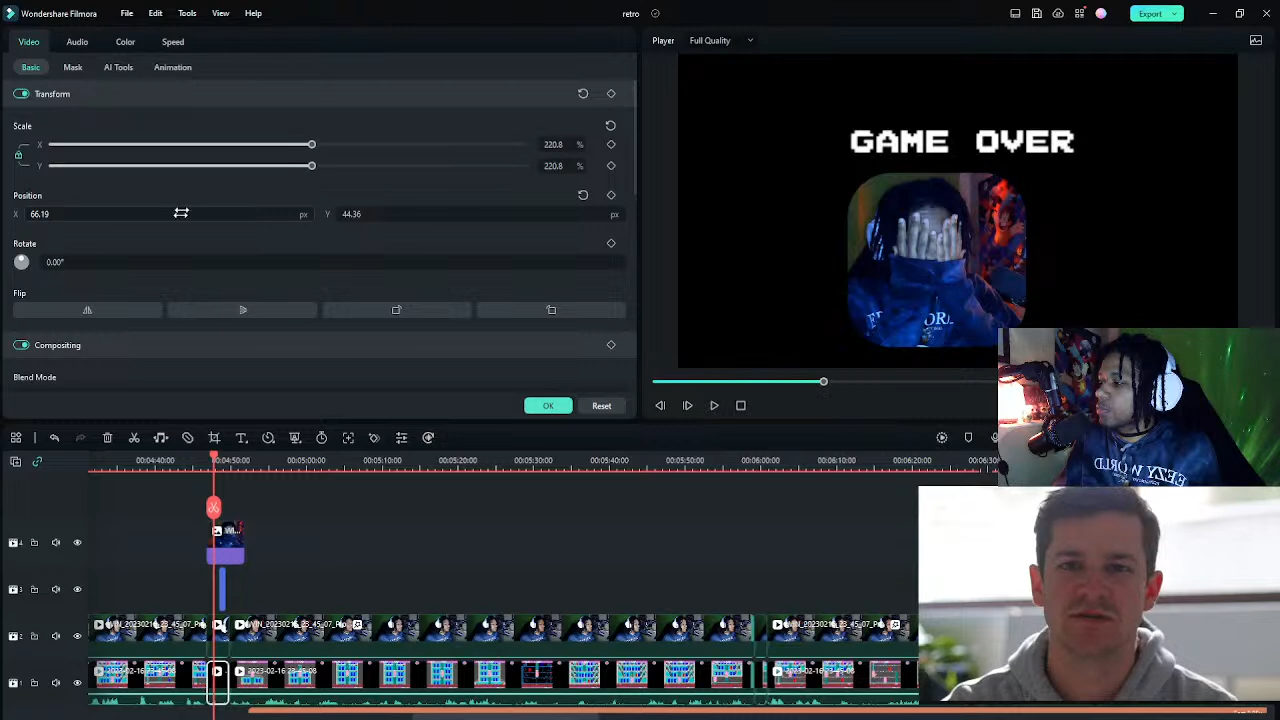 Wondershare Filmora File Edit Tools View Help retro Export
Video Audio Color Speed
Player Full Quality
Basic Mask AI Tools Animation
Transform
Scale
X 220.8 %
Y 220.8 %
Position
X 66.19 px Y 44.36 px
Rotate
0.00°
Flip
Compositing
Blend Mode
OK Reset
GAME OVER
00:04:40:00 00:04:50:00 00:05:00:00 00:05:10:00 00:05:20:00 00:05:30:00 00:05:40:00 00:05:50:00 00:06:00:00 00:06:10:00 00:06:20:00